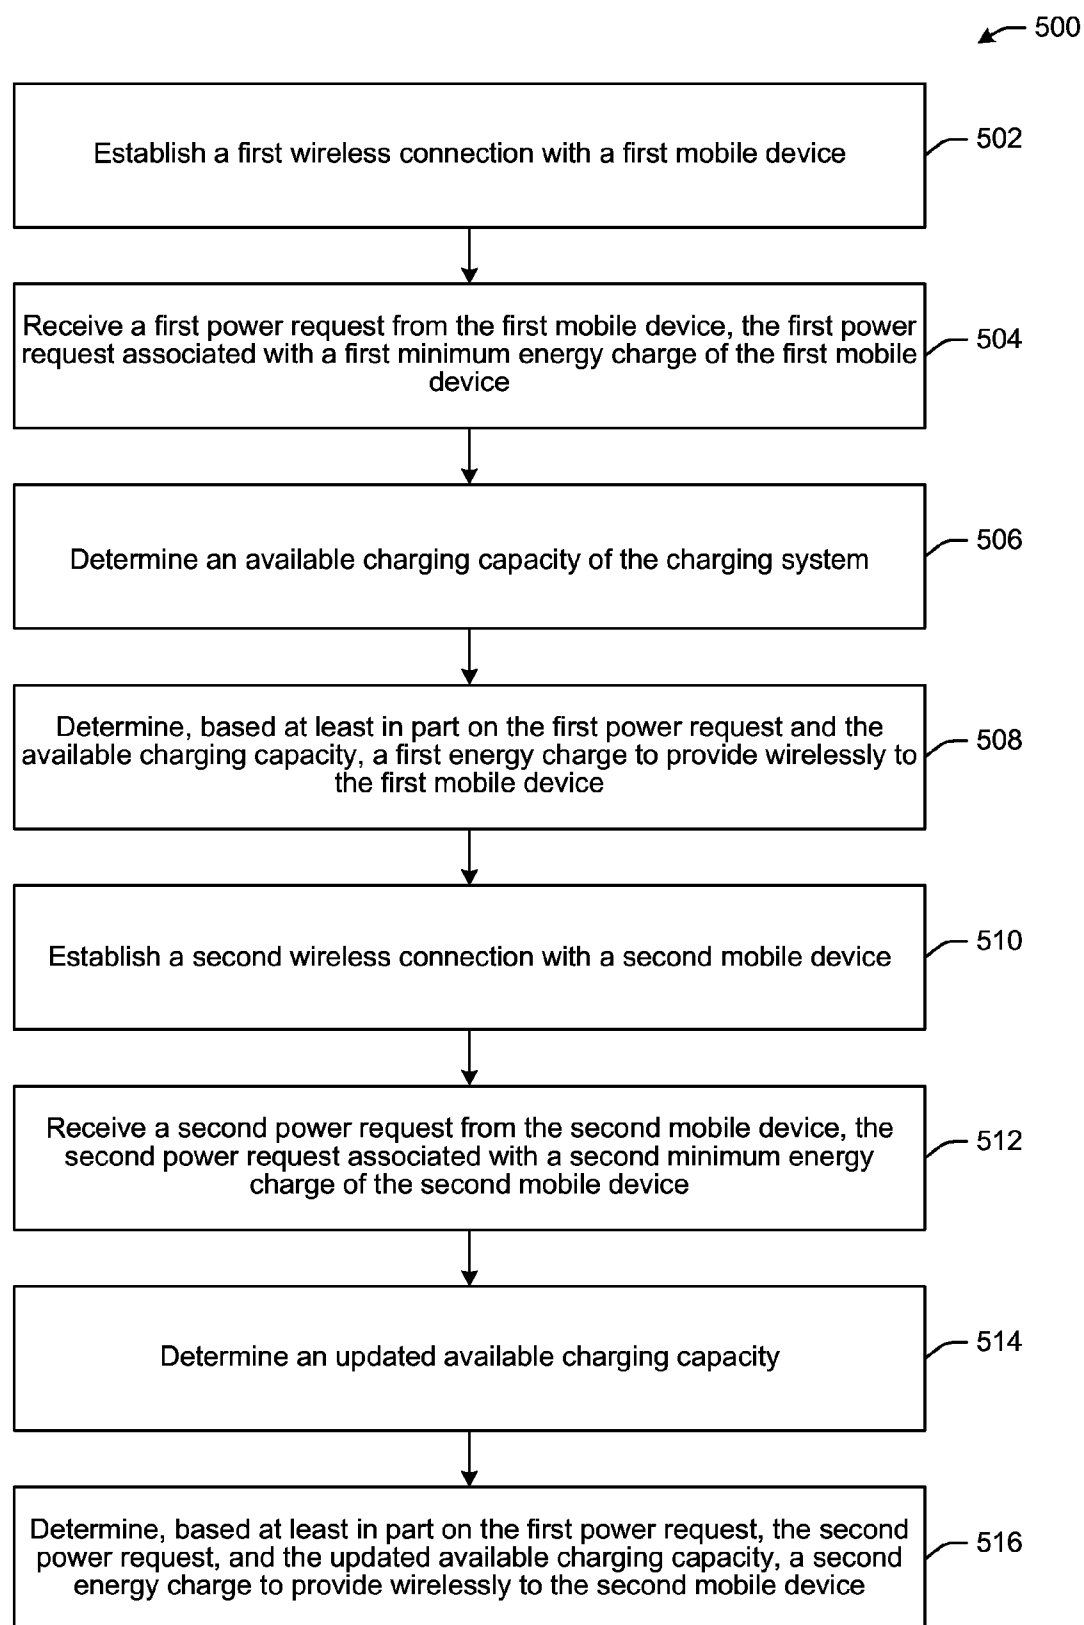 500
Establish a first wireless connection with a first mobile device
502
Receive a first power request from the first mobile device, the first power
request associated with a first minimum energy charge of the first mobile
device
504
Determine an available charging capacity of the charging system
506
Determine, based at least in part on the first power request and the
available charging capacity, a first energy charge to provide wirelessly to
the first mobile device
508
Establish a second wireless connection with a second mobile device
510
Receive a second power request from the second mobile device, the
second power request associated with a second minimum energy
charge of the second mobile device
512
Determine an updated available charging capacity
514
Determine, based at least in part on the first power request, the second
power request, and the updated available charging capacity, a second
energy charge to provide wirelessly to the second mobile device
516